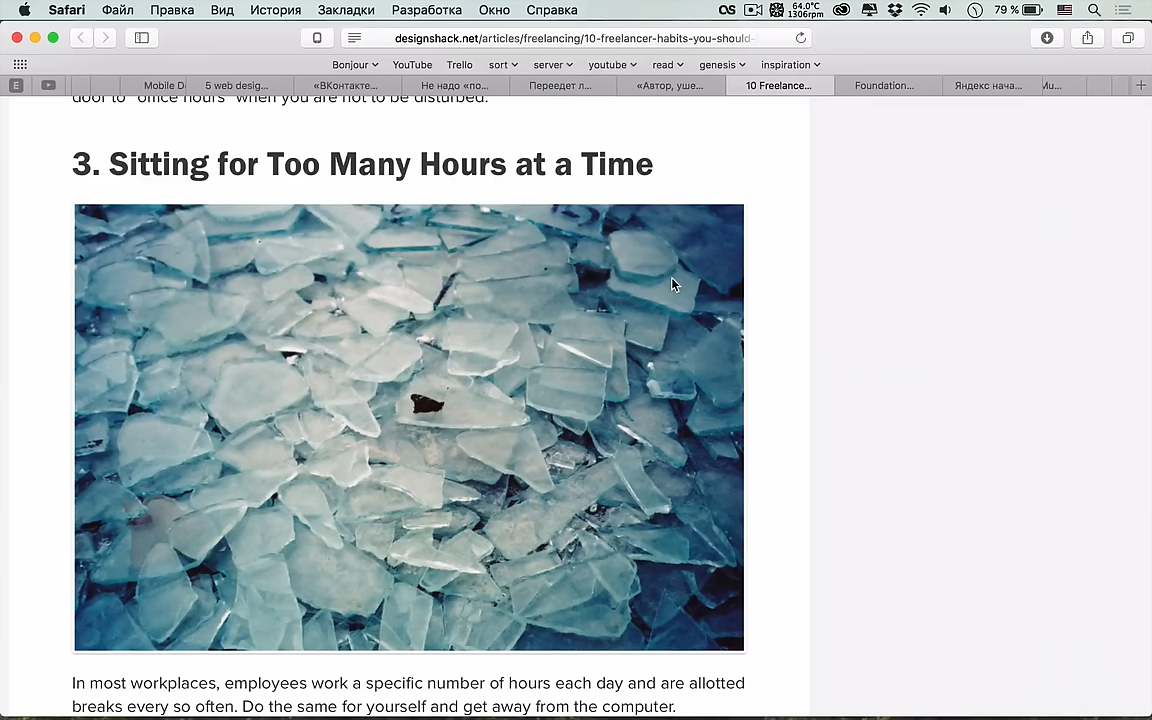 Safari Файл Правка Вид История Закладки Разработка Окно Справка 64.0°C 1306rpm 79 %
designshack.net/articles/freelancing/10-freelancer-habits-you-should-
Bonjour YouTube Trello sort server youtube read genesis inspiration
E Mobile D 5 web desig... «ВКонтакте... Не надо «по... Переедет л... «Автор, уше... 10 Freelance... Foundation... Яндекс нача... Mu...
door to "office hours" when you are not to be disturbed.
3. Sitting for Too Many Hours at a Time
In most workplaces, employees work a specific number of hours each day and are allotted
breaks every so often. Do the same for yourself and get away from the computer.